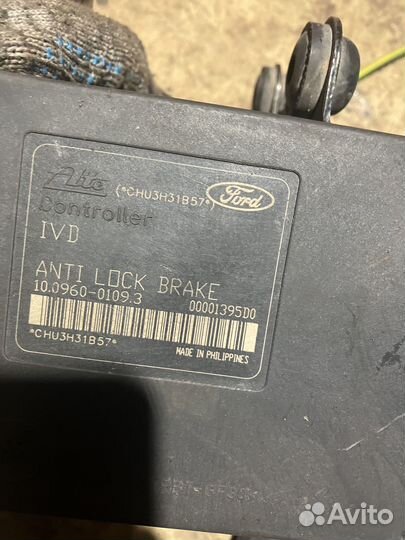 Ate (*CHU3H31B57*) Ford
Controller
IVD
ANTI LOCK BRAKE
10.0960-0109.3 00001395D0
*CHU3H31B57*
MADE IN PHILIPPINES
Avito